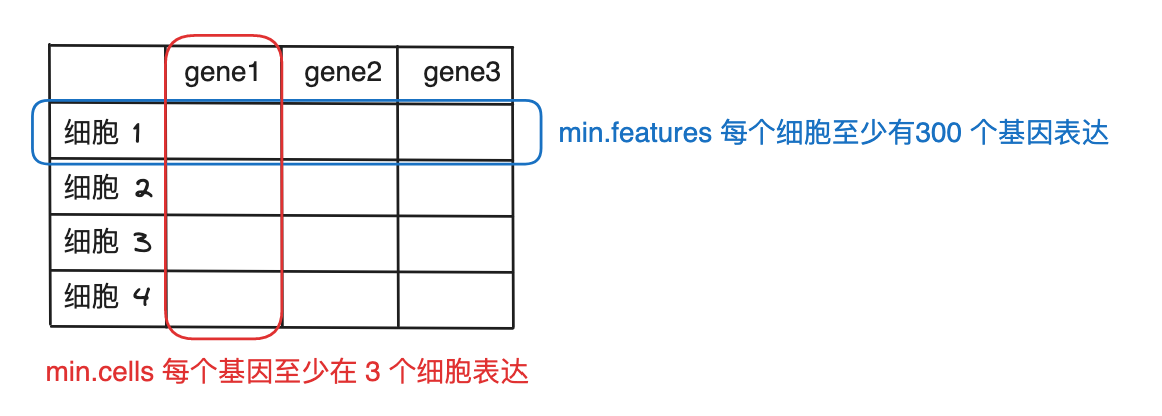 gene1 gene2 gene3
细胞 1
min.features 每个细胞至少有300 个基因表达
细胞 2
细胞 3
细胞 4
min.cells 每个基因至少在 3 个细胞表达